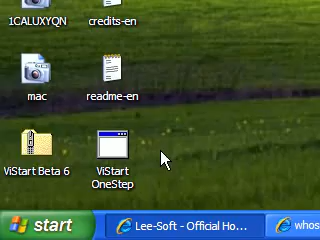 1CALUXYQN credits-en
mac readme-en
ViStart Beta 6 ViStart
OneStep
start Lee-Soft - Official Ho... whos